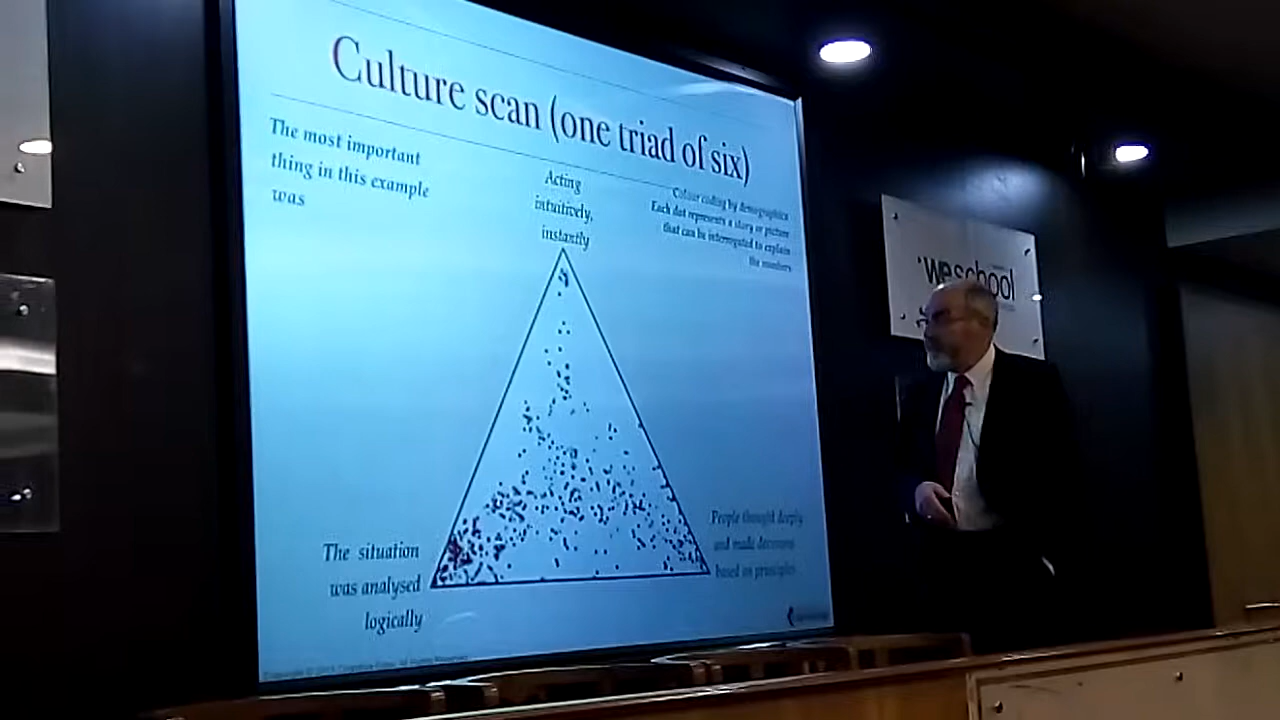 Culture scan (one triad of six)
The most important
thing in this example
was
Acting
intuitively,
instantly
Colour coding by demographics
Each dot represents a story or picture
that can be interrogated to explain
the numbers
weschool
The situation
was analysed
logically
People thought deeply
and made decisions
based on principles